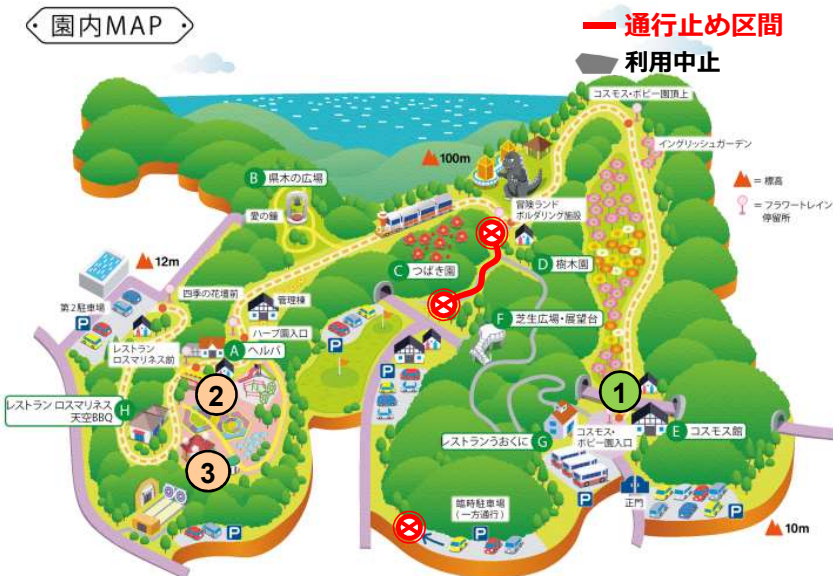 園内MAP
通行止め区間
利用中止
コスモス・ポピー園頂上
イングリッシュガーデン
100m
= 標高
= フラワートレイン
停留所
B 県木の広場
愛の鐘
冒険ランド
ボルダリング施設
12m
C つばき園
D 樹木園
四季の花壇前
管理棟
第2駐車場
P
ハーブ園入口
F 芝生広場・展望台
レストラン
ロスマリネス前
A ヘルバ
P
1
2
レストラン ロスマリネス
天空BBQ
H
P
レストランうおくに G
コスモス・
ポピー園入口
E コスモス館
3
臨時駐車場
(一方通行)
P
正門
P
P
P
10m